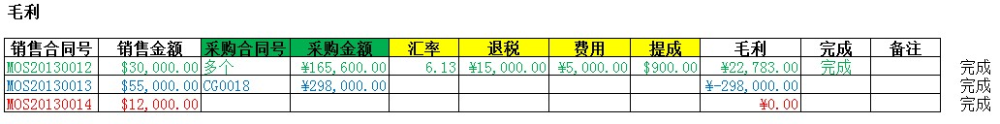 毛利
销售合同号 销售金额 采购合同号 采购金额 汇率 退税 费用 提成 毛利 完成 备注
MOS20130012 $30,000.00 多个 ¥165,600.00 6.13 ¥15,000.00 ¥5,000.00 $900.00 ¥22,783.00 完成 完成
MOS20130013 $55,000.00 CG0018 ¥298,000.00 ¥-298,000.00 完成
MOS20130014 $12,000.00 ¥0.00 完成